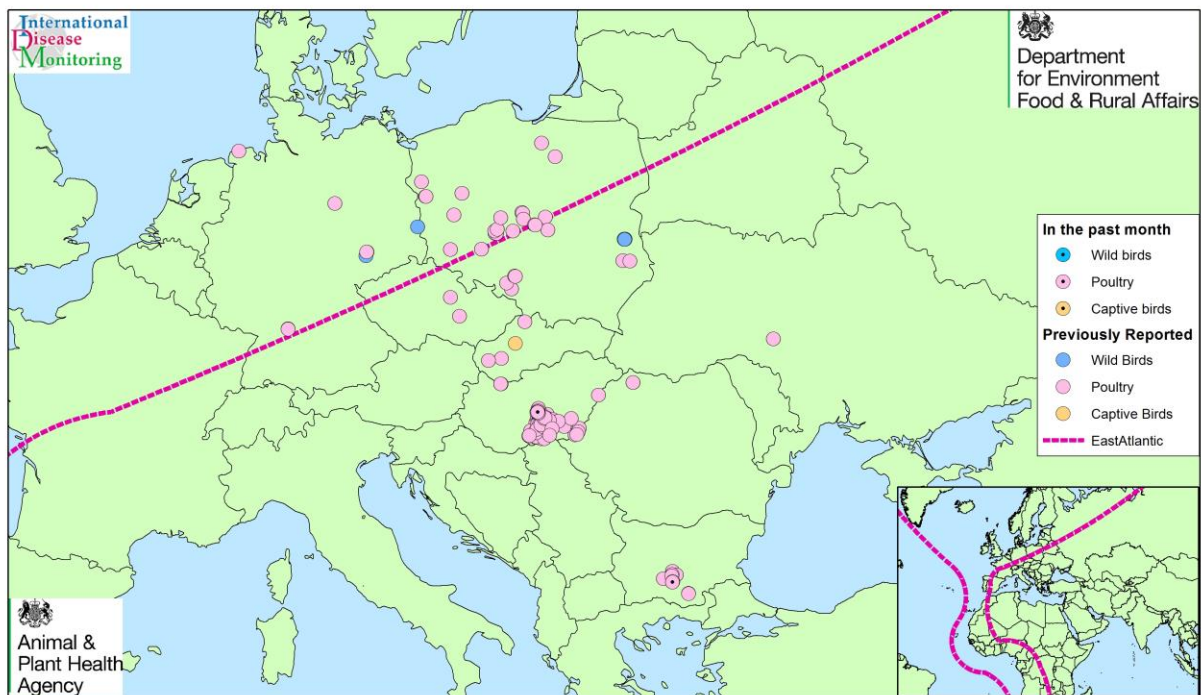 International
Disease
Monitoring
Department
for Environment
Food & Rural Affairs
In the past month
Wild birds
Poultry
Captive birds
Previously Reported
Wild Birds
Poultry
Captive Birds
EastAtlantic
Animal &
Plant Health
Agency